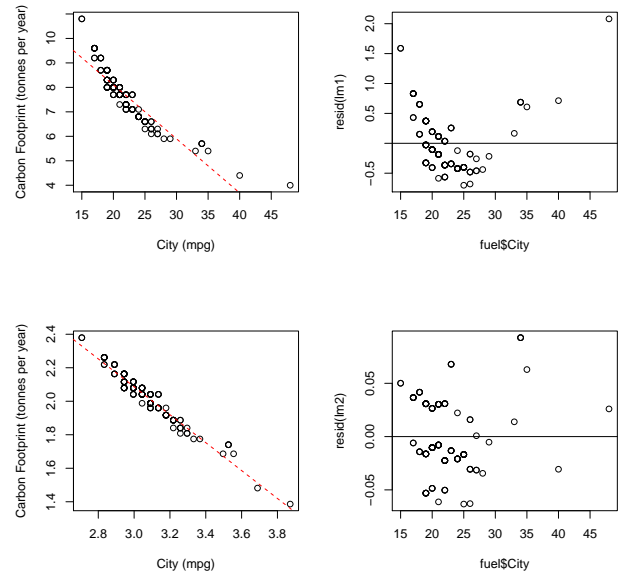 Carbon Footprint (tonnes per year)
4 5 6 7 8 9 10
15 20 25 30 35 40 45
City (mpg)
resid(lm1)
-0.5 0.5 1.0 1.5 2.0
15 20 25 30 35 40 45
fuel$City
Carbon Footprint (tonnes per year)
1.4 1.6 1.8 2.0 2.2 2.4
2.8 3.0 3.2 3.4 3.6 3.8
City (mpg)
resid(lm2)
-0.05 0.00 0.05
15 20 25 30 35 40 45
fuel$City